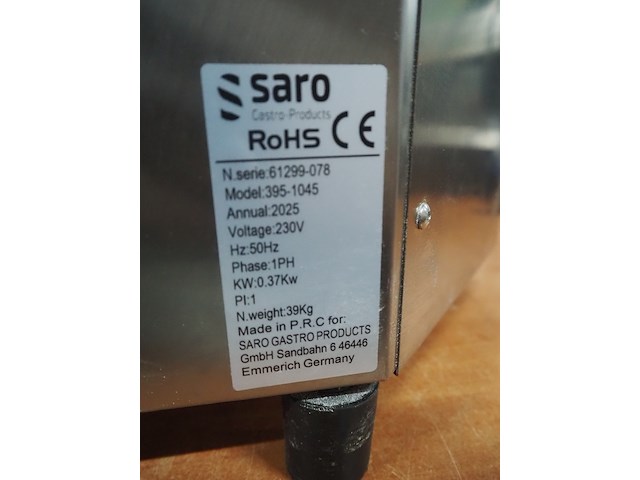 saro
Gastro-Products
RoHS CE
N.serie:61299-078
Model:395-1045
Annual:2025
Voltage:230V
Hz:50Hz
Phase:1PH
KW:0.37Kw
PI:1
N.weight:39Kg
Made in P.R.C for:
SARO GASTRO PRODUCTS
GmbH Sandbahn 6 46446
Emmerich Germany